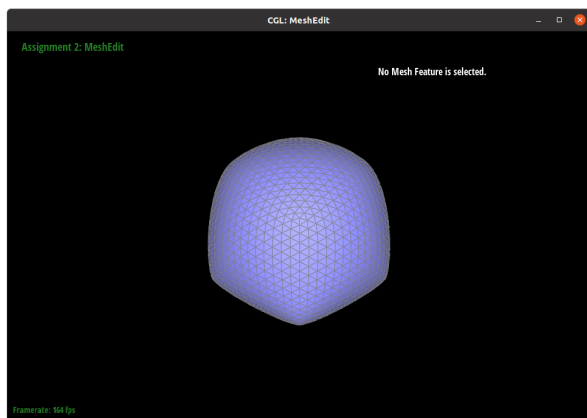 CGL: MeshEdit
Assignment 2: MeshEdit
No Mesh Feature is selected.
Framerate: 164 fps